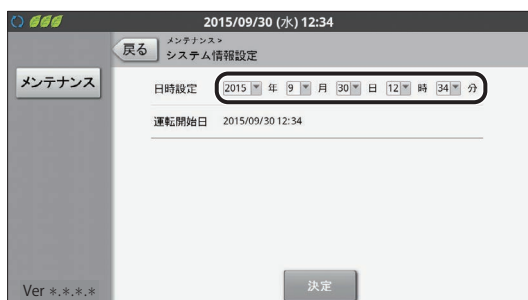 2015/09/30 (水) 12:34
戻る
メンテナンス >
システム情報設定
メンテナンス
日時設定 2015 年 9 月 30 日 12 時 34 分
運転開始日 2015/09/30 12:34
決定
Ver *.*.*.*